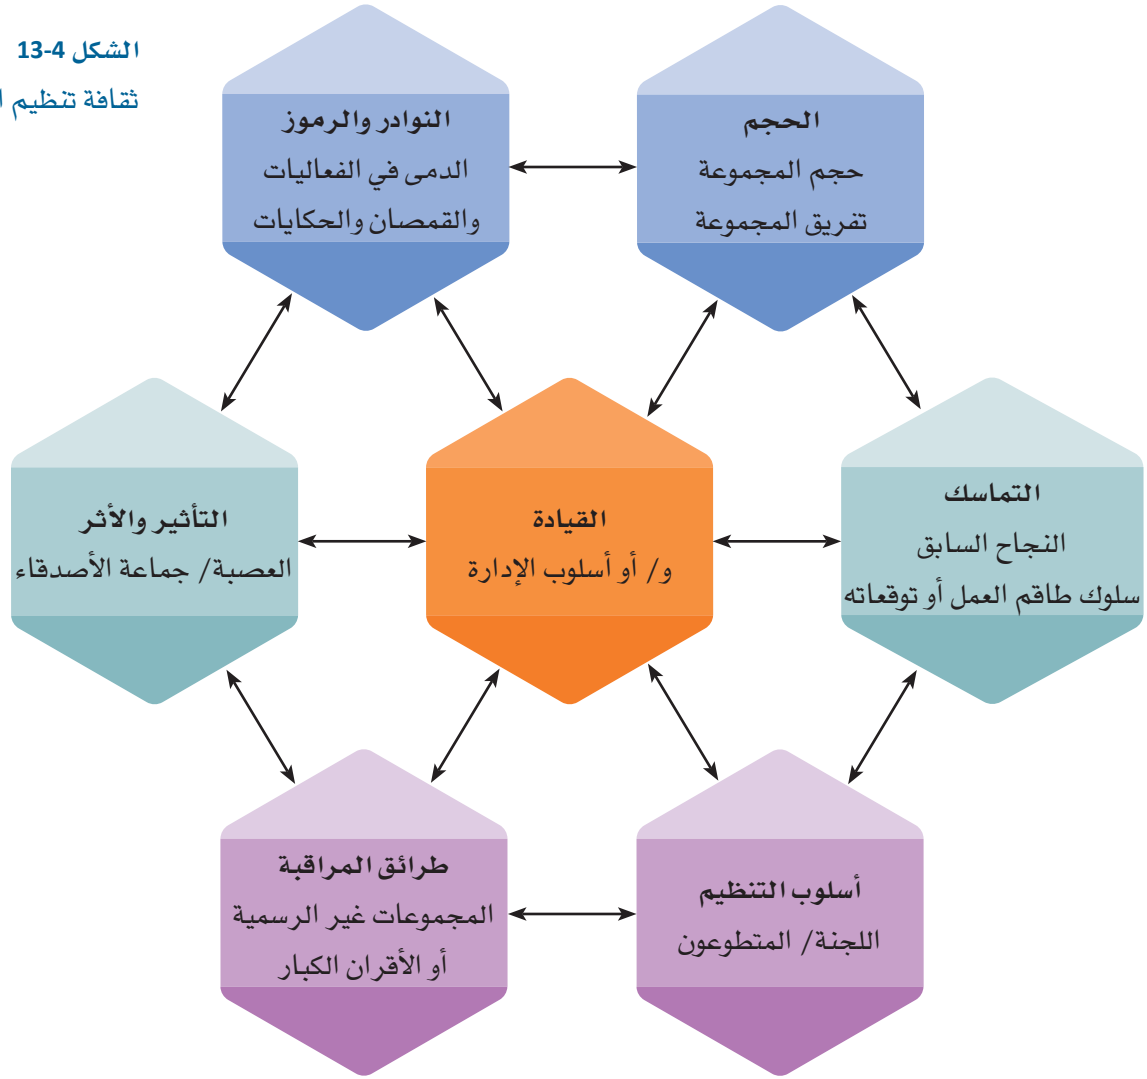 الشكل 4-13
ثقافة تنظيم
الحجم
حجم المجموعة
تفريق المجموعة
النوادر والرموز
الدمى في الفعاليات
والقمصان والحكايات
التماسك
النجاح السابق
سلوك طاقم العمل أو توقعاته
القيادة
و/ أو أسلوب الإدارة
التأثير والأثر
العصبة/ جماعة الأصدقاء
أسلوب التنظيم
اللجنة/ المتطوعون
طرائق المراقبة
المجموعات غير الرسمية
أو الأقران الكبار